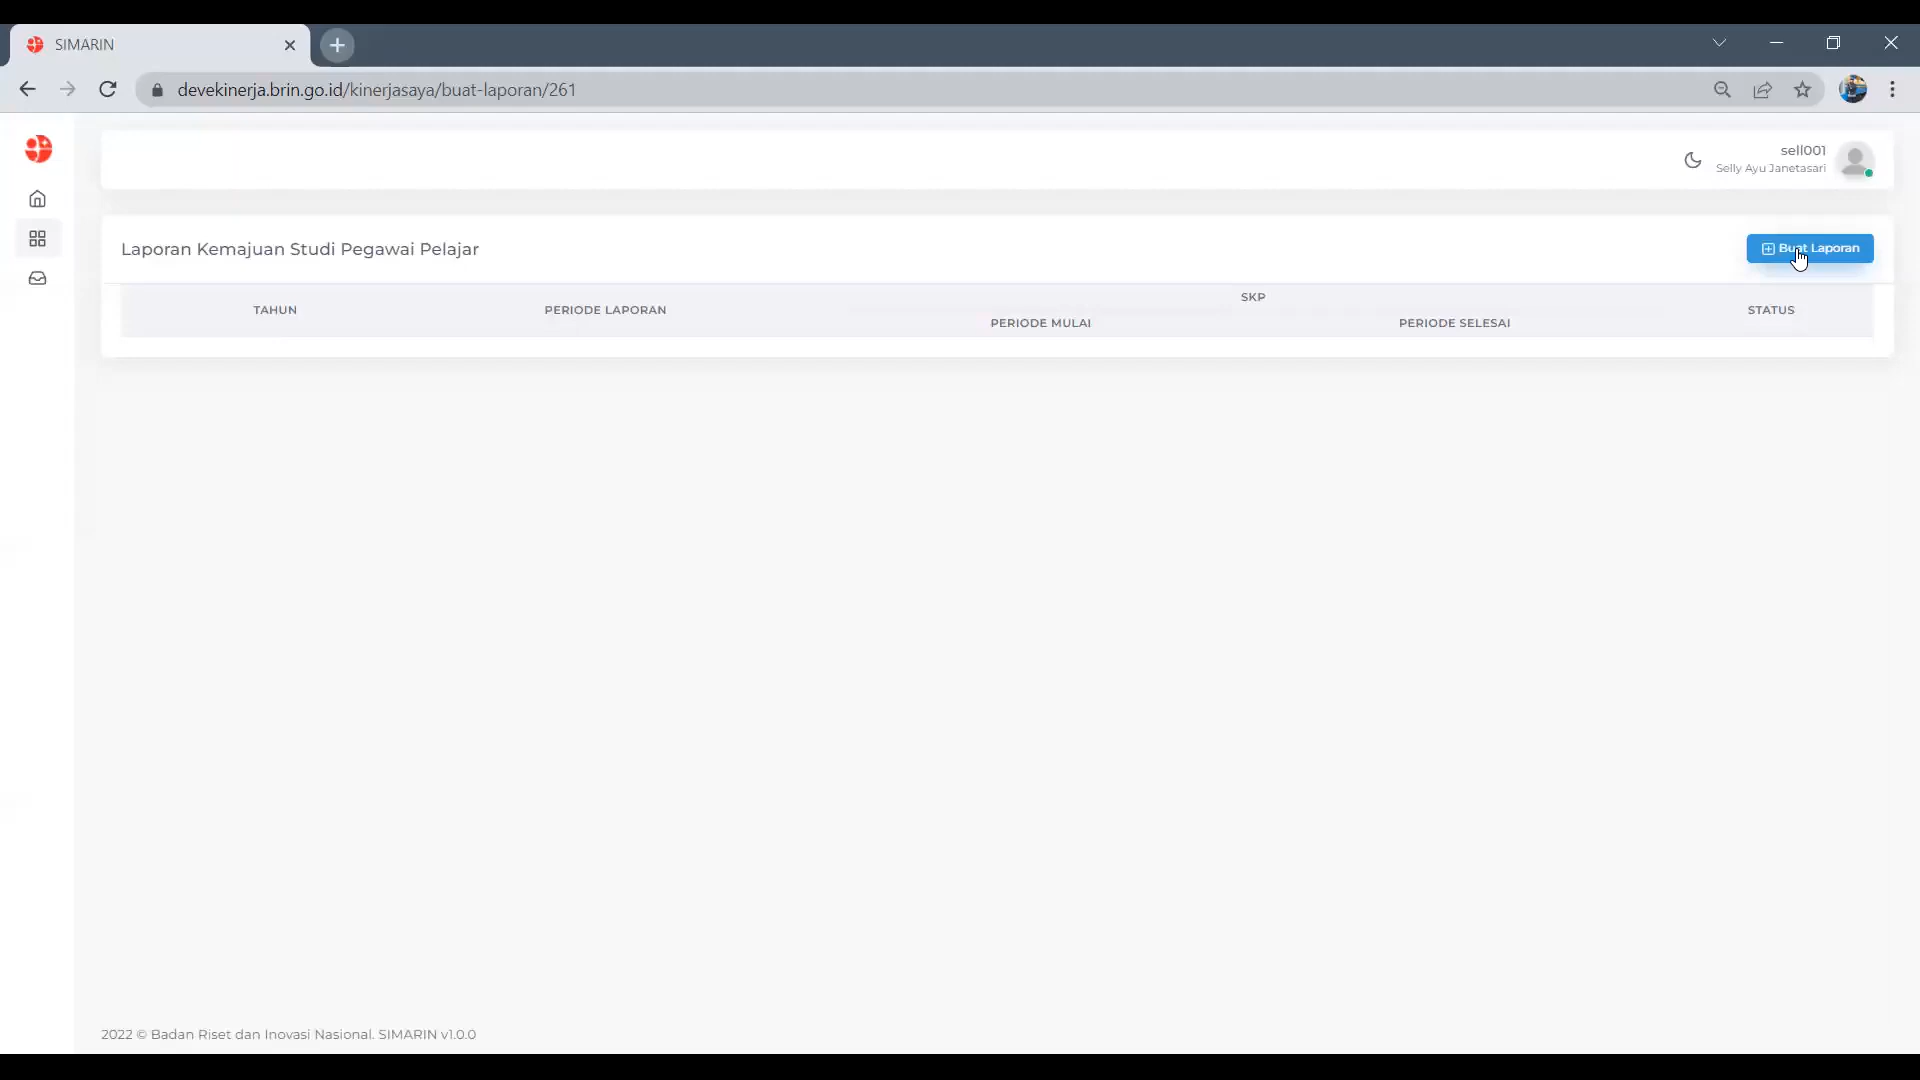 SIMARIN
devekinerja.brin.go.id/kinerjasaya/buat-laporan/261
sell001
Selly Ayu Janetasari
Laporan Kemajuan Studi Pegawai Pelajar
Buat Laporan
TAHUN
PERIODE LAPORAN
SKP
PERIODE MULAI
PERIODE SELESAI
STATUS
2022 © Badan Riset dan Inovasi Nasional. SIMARIN v1.0.0